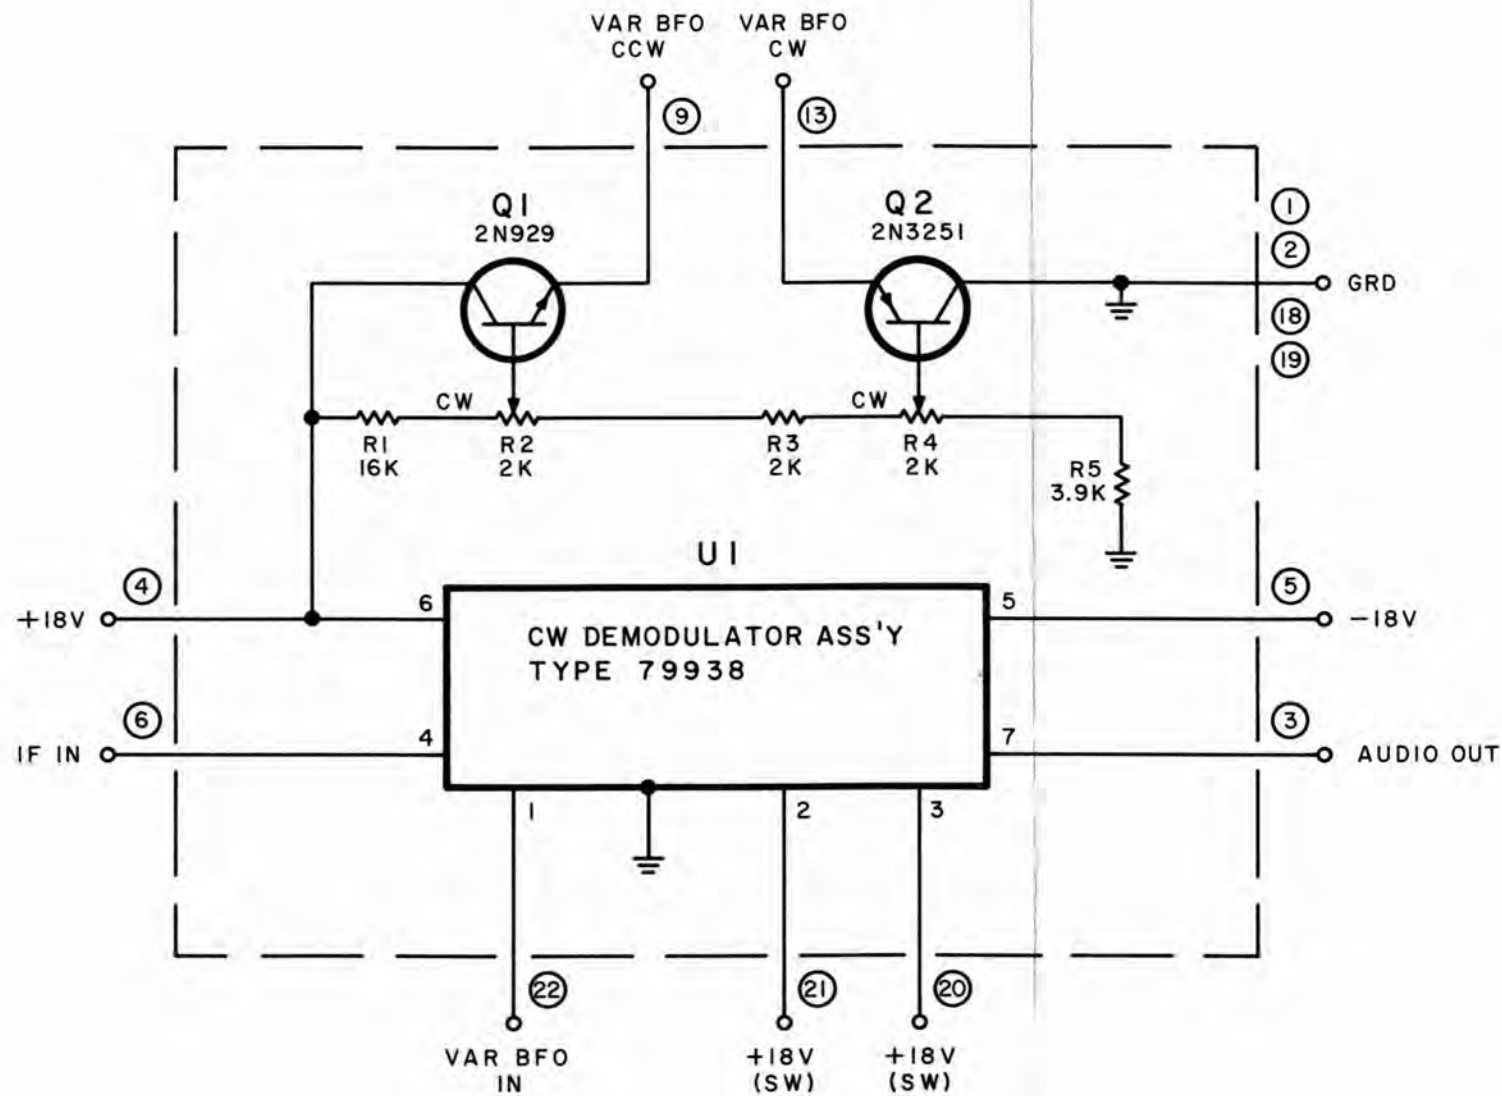 VAR BFO
CCW
VAR BFO
CW
9
13
Q1
2N929
Q2
2N3251
1
2
GRD
18
19
CW
R1
16K
R2
2K
R3
2K
CW
R4
2K
R5
3.9K
U1
4
+18V
6
CW DEMODULATOR ASS'Y
TYPE 79938
5
5
-18V
6
IF IN
4
7
3
AUDIO OUT
1
2
3
22
21
20
VAR BFO
IN
+18V
(SW)
+18V
(SW)